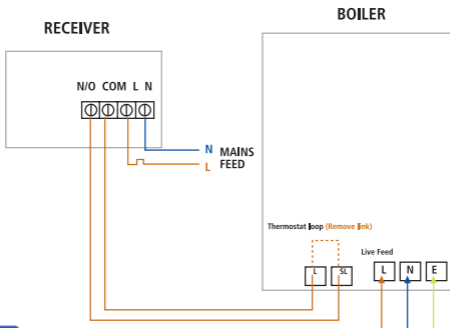 RECEIVER
BOILER
N/O COM L N
N MAINS
L FEED
Thermostat loop (Remove link)
Live Feed
L SL L N E